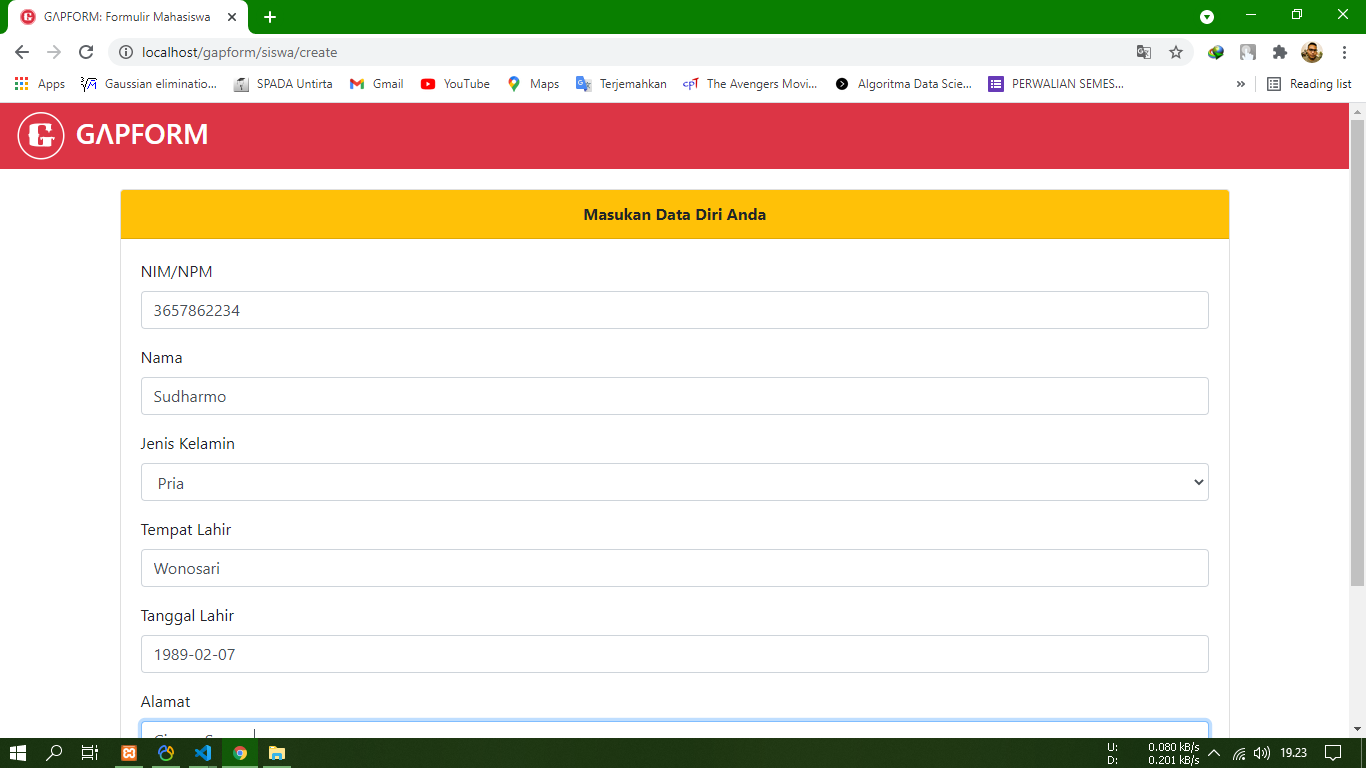 GΛPFORM: Formulir Mahasiswa
localhost/gapform/siswa/create
Apps Gaussian eliminatio... SPADA Untirta Gmail YouTube Maps Terjemahkan cpT The Avengers Movi... Algoritma Data Scie... PERWALIAN SEMES... » Reading list
G GΛPFORM
Masukan Data Diri Anda
NIM/NPM
3657862234
Nama
Sudharmo
Jenis Kelamin
Pria
Tempat Lahir
Wonosari
Tanggal Lahir
1989-02-07
Alamat
U: 0.080 kB/s
D: 0.201 kB/s
19.23